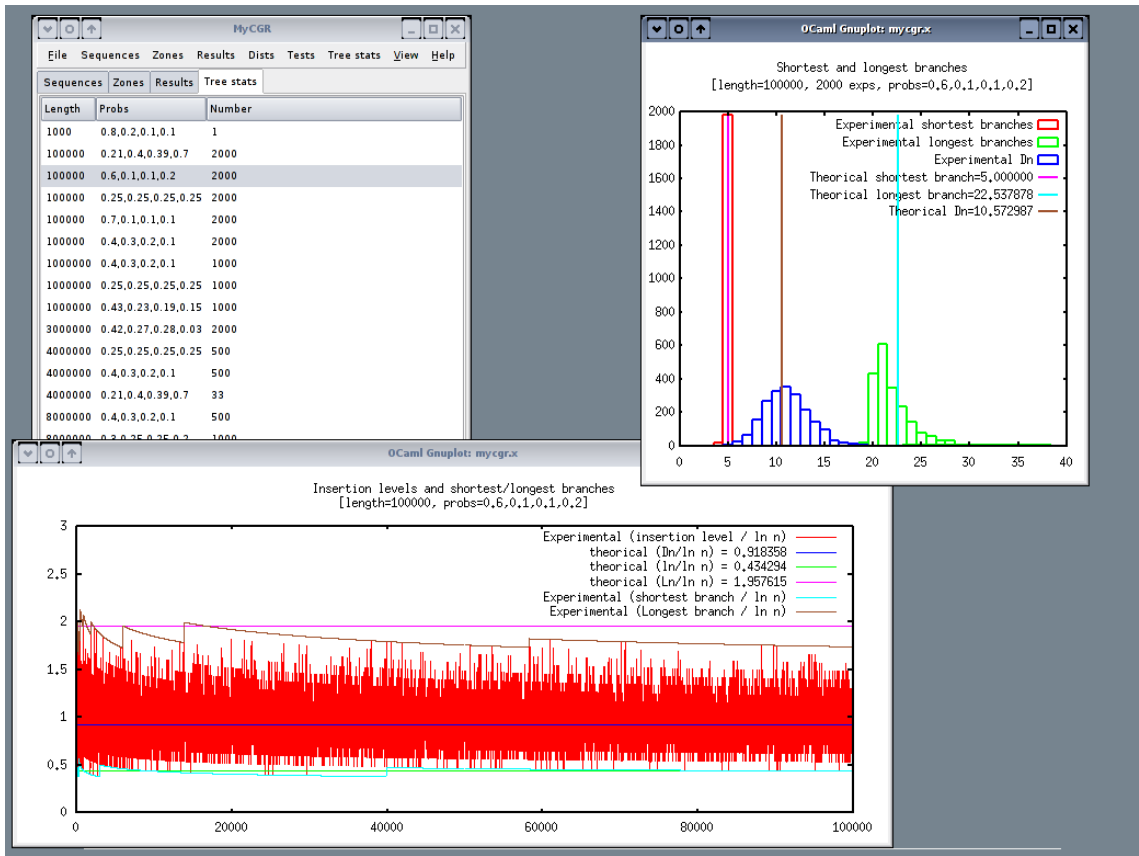 MyCGR
File Sequences Zones Results Dists Tests Tree stats View Help
Sequences Zones Results Tree stats
Length Probs Number
1000 0.8,0.2,0.1,0.1 1
100000 0.21,0.4,0.39,0.7 2000
100000 0.6,0.1,0.1,0.2 2000
100000 0.25,0.25,0.25,0.25 2000
100000 0.7,0.1,0.1,0.1 2000
100000 0.4,0.3,0.2,0.1 2000
1000000 0.4,0.3,0.2,0.1 1000
1000000 0.25,0.25,0.25,0.25 1000
1000000 0.43,0.23,0.19,0.15 1000
3000000 0.42,0.27,0.28,0.03 2000
4000000 0.25,0.25,0.25,0.25 500
4000000 0.4,0.3,0.2,0.1 500
4000000 0.21,0.4,0.39,0.7 33
8000000 0.4,0.3,0.2,0.1 500
8000000 0.3,0.25,0.25,0.2 1000
OCaml Gnuplot: mycgr.x
Shortest and longest branches
[length=100000, 2000 exps, probs=0.6,0.1,0.1,0.2]
2000
1800
1600
1400
1200
1000
800
600
400
200
0
Experimental shortest branches
Experimental longest branches
Experimental Dn
Theorical shortest branch=5.000000
Theorical longest branch=22.537878
Theorical Dn=10.572987
0 5 10 15 20 25 30 35 40
OCaml Gnuplot: mycgr.x
Insertion levels and shortest/longest branches
[length=100000, probs=0.6,0.1,0.1,0.2]
3
2.5
2
1.5
1
0.5
0
Experimental (insertion level / ln n)
theorical (Dn/ln n) = 0.918358
theorical (ln/ln n) = 0.434294
theorical (Ln/ln n) = 1.957615
Experimental (shortest branch / ln n)
Experimental (Longest branch / ln n)
0 20000 40000 60000 80000 100000